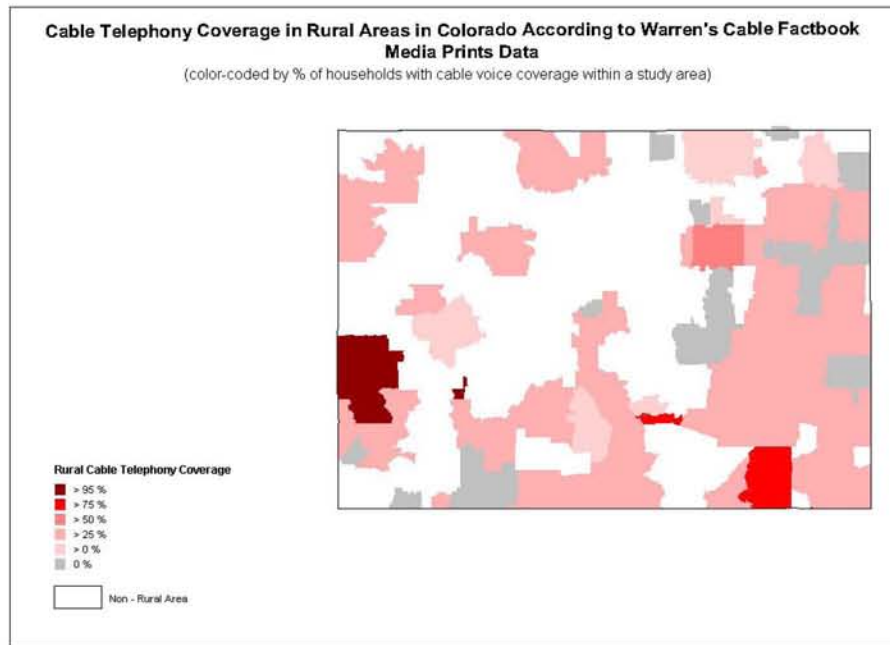 Cable Telephony Coverage in Rural Areas in Colorado According to Warren's Cable Factbook
Media Prints Data
(color-coded by % of households with cable voice coverage within a study area)
Rural Cable Telephony Coverage
> 95 %
> 75 %
> 50 %
> 25 %
> 0 %
0 %
Non - Rural Area